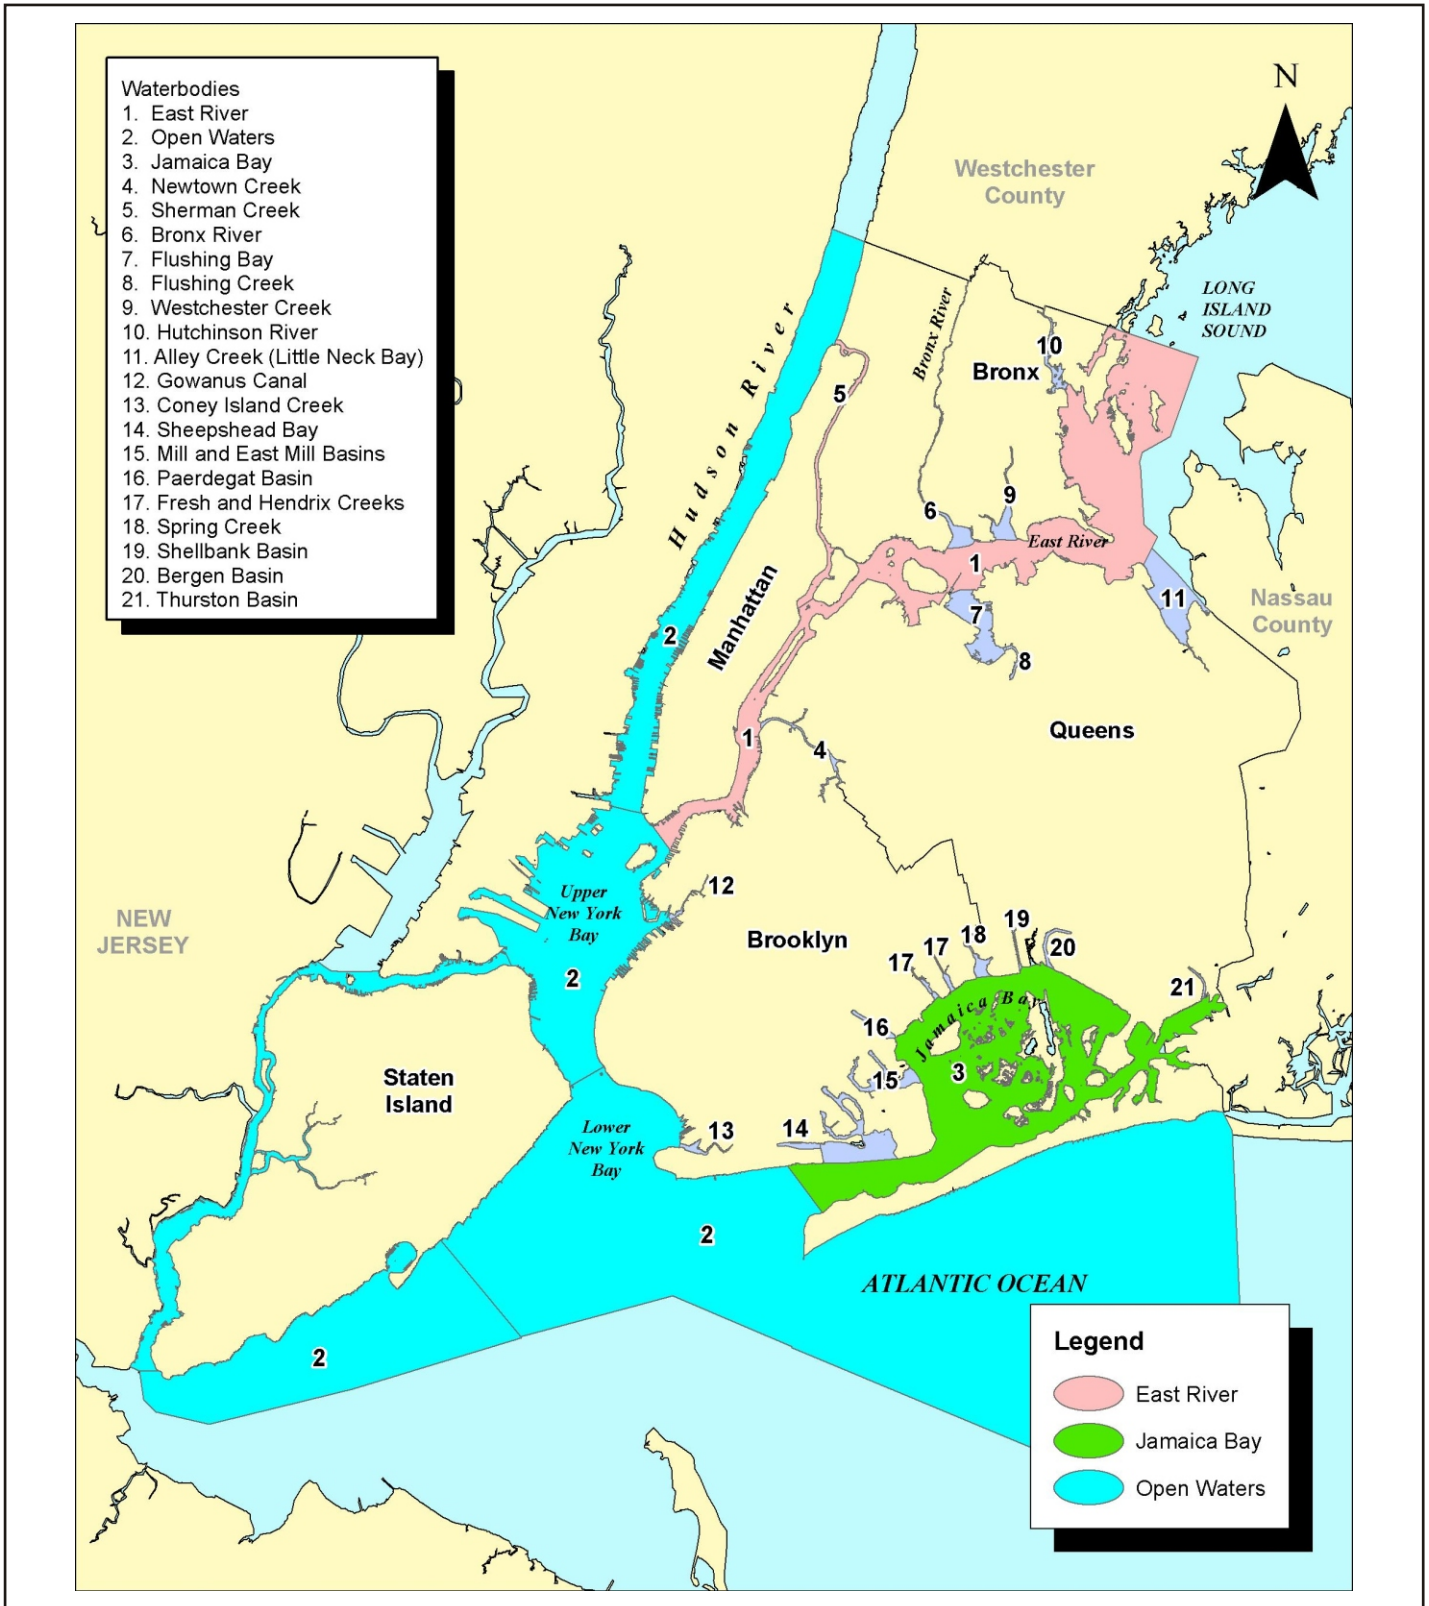 Waterbodies
1. East River
2. Open Waters
3. Jamaica Bay
4. Newtown Creek
5. Sherman Creek
6. Bronx River
7. Flushing Bay
8. Flushing Creek
9. Westchester Creek
10. Hutchinson River
11. Alley Creek (Little Neck Bay)
12. Gowanus Canal
13. Coney Island Creek
14. Sheepshead Bay
15. Mill and East Mill Basins
16. Paerdegat Basin
17. Fresh and Hendrix Creeks
18. Spring Creek
19. Shellbank Basin
20. Bergen Basin
21. Thurston Basin
N
Westchester
County
LONG
ISLAND
SOUND
Hudson River
Bronx River
10
Bronx
5
6
9
East River
1
11
Nassau
County
7
8
2
Manhattan
Queens
1
4
12
Upper
New York
Bay
NEW
JERSEY
Brooklyn
2
17
17
18
19
20
21
16
Jamaica Bay
3
15
Staten
Island
Lower
New York
Bay
13
14
2
ATLANTIC OCEAN
2
Legend
East River
Jamaica Bay
Open Waters